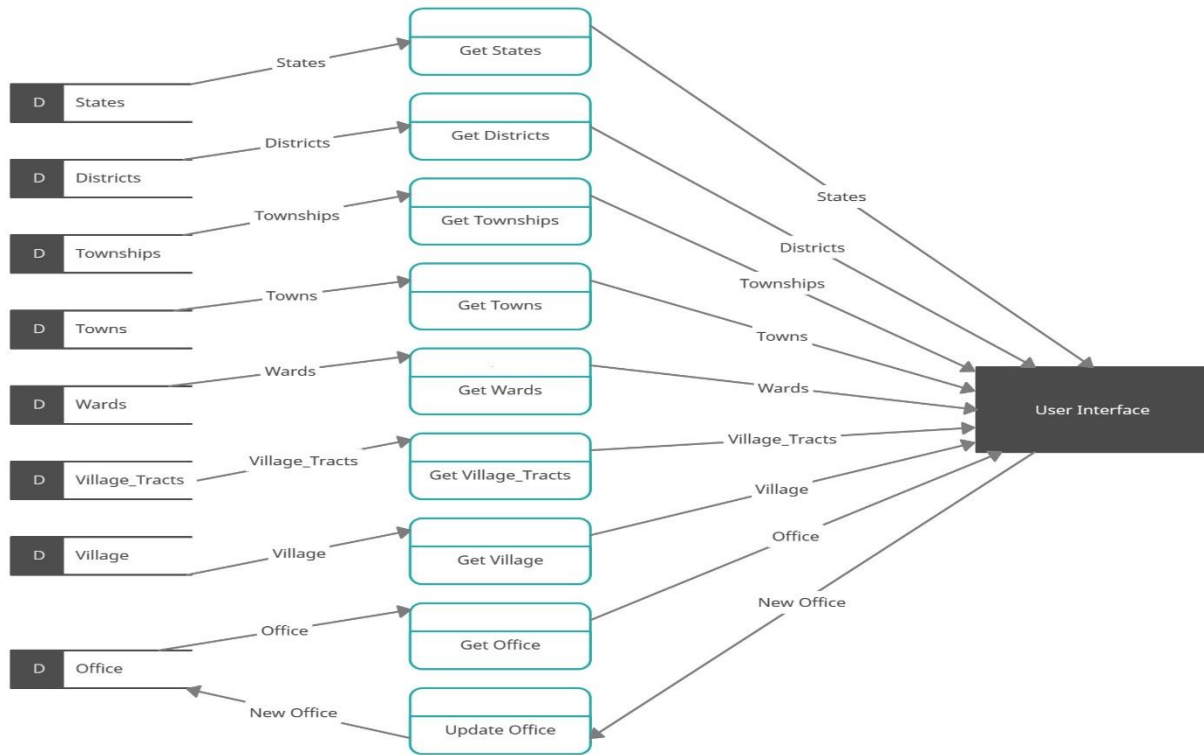 Get States
States
D States
Get Districts
Districts
D Districts
States
Get Townships
Townships
D Townships
Districts
Townships
Get Towns
Towns
D Towns
Towns
Get Wards
Wards
D Wards
Wards
User Interface
Village_Tracts
Village_Tracts
Get Village_Tracts
D Village_Tracts
Village
Village
Get Village
D Village
Office
New Office
Office
Get Office
D Office
New Office
Update Office